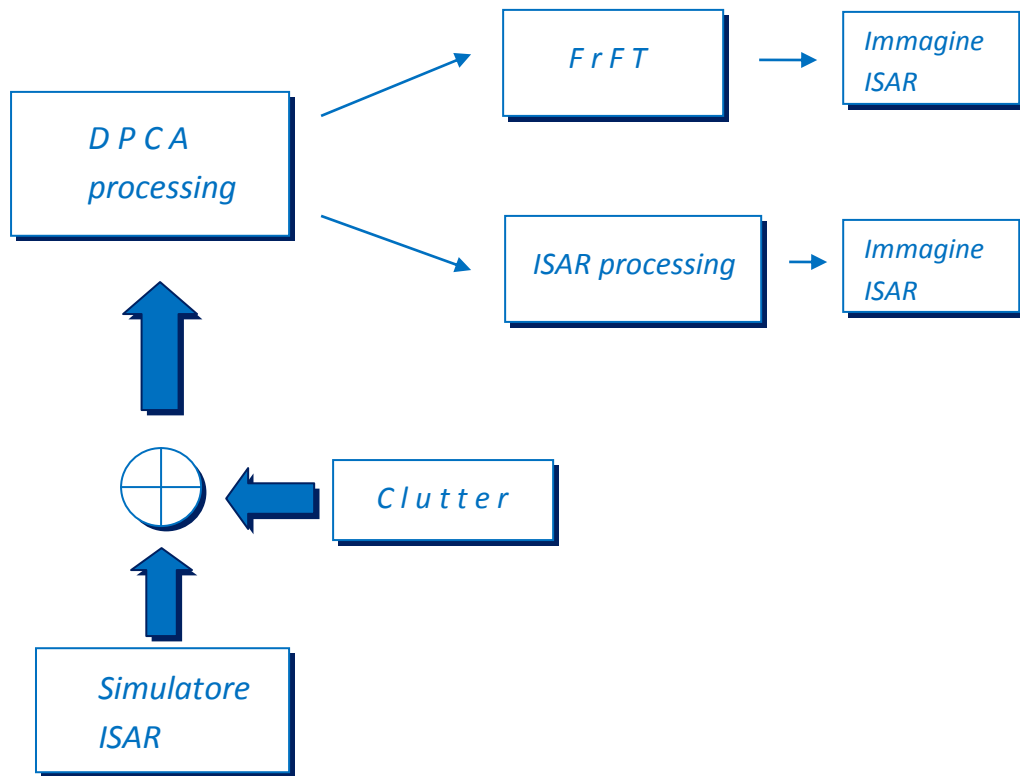 F r F T
Immagine
ISAR
D P C A
processing
ISAR processing
Immagine
ISAR
C l u t t e r
Simulatore
ISAR